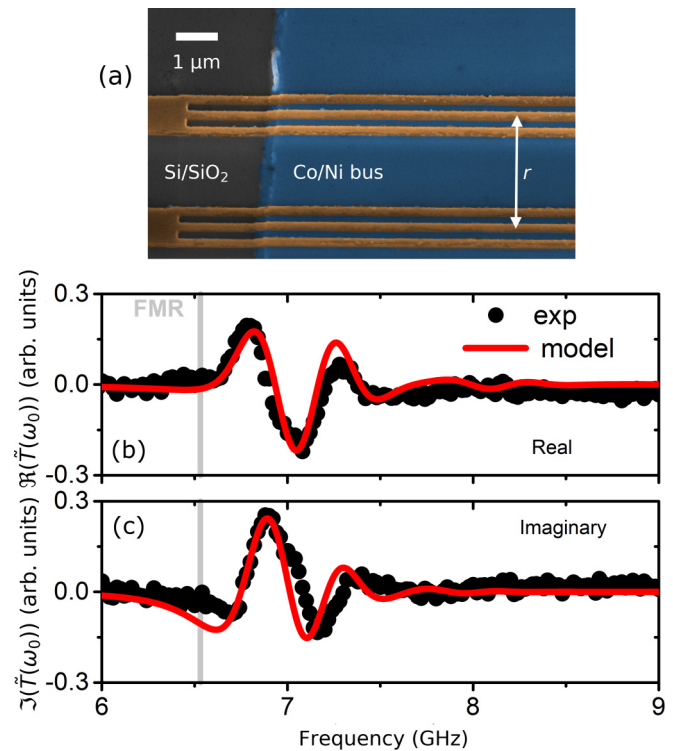 (a)
1 μm
Si/SiO₂
Co/Ni bus
r
0.3
0.0
-0.3
ℜ(T̃(ω₀)) (arb. units)
FMR
exp
model
(b)
Real
0.3
0.0
-0.3
ℑ(T̃(ω₀)) (arb. units)
(c)
Imaginary
6
7
8
9
Frequency (GHz)